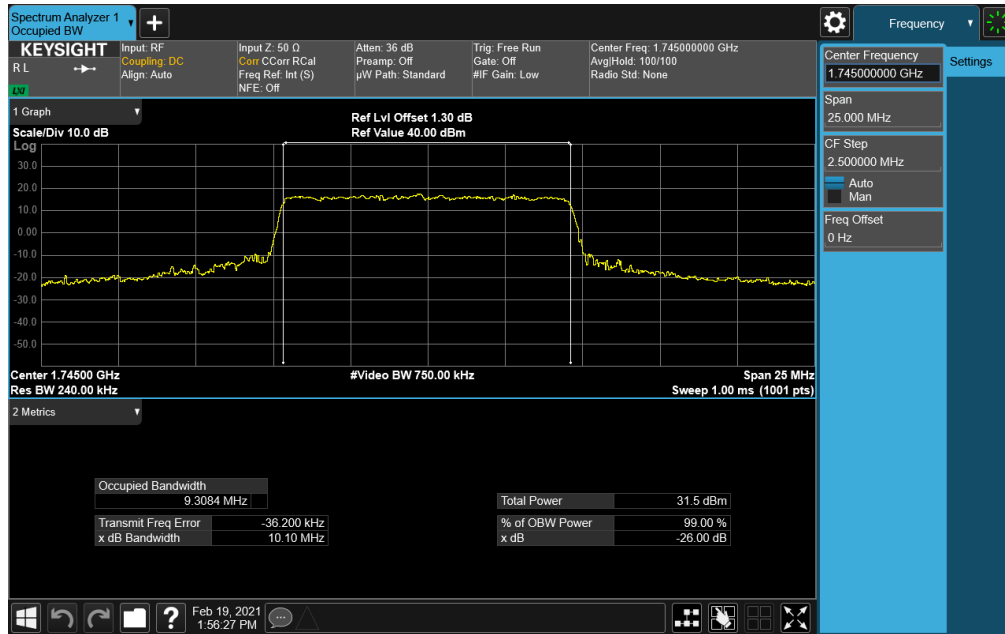 Spectrum Analyzer 1
Occupied BW
Frequency
KEYSIGHT
R L
LXI
Input: RF
Coupling: DC
Align: Auto
Input Z: 50 Ω
Corr CCorr RCal
Freq Ref: Int (S)
NFE: Off
Atten: 36 dB
Preamp: Off
µW Path: Standard
Trig: Free Run
Gate: Off
#IF Gain: Low
Center Freq: 1.745000000 GHz
Avg|Hold: 100/100
Radio Std: None
Center Frequency
1.745000000 GHz
Settings
Span
25.000 MHz
CF Step
2.500000 MHz
Auto
Man
Freq Offset
0 Hz
1 Graph
Scale/Div 10.0 dB
Ref Lvl Offset 1.30 dB
Ref Value 40.00 dBm
Log
30.0
20.0
10.0
0.00
-10.0
-20.0
-30.0
-40.0
-50.0
Center 1.74500 GHz
Res BW 240.00 kHz
#Video BW 750.00 kHz
Span 25 MHz
Sweep 1.00 ms (1001 pts)
2 Metrics
Occupied Bandwidth
9.3084 MHz
Transmit Freq Error -36.200 kHz
x dB Bandwidth 10.10 MHz
Total Power 31.5 dBm
% of OBW Power 99.00 %
x dB -26.00 dB
?
Feb 19, 2021
1:56:27 PM